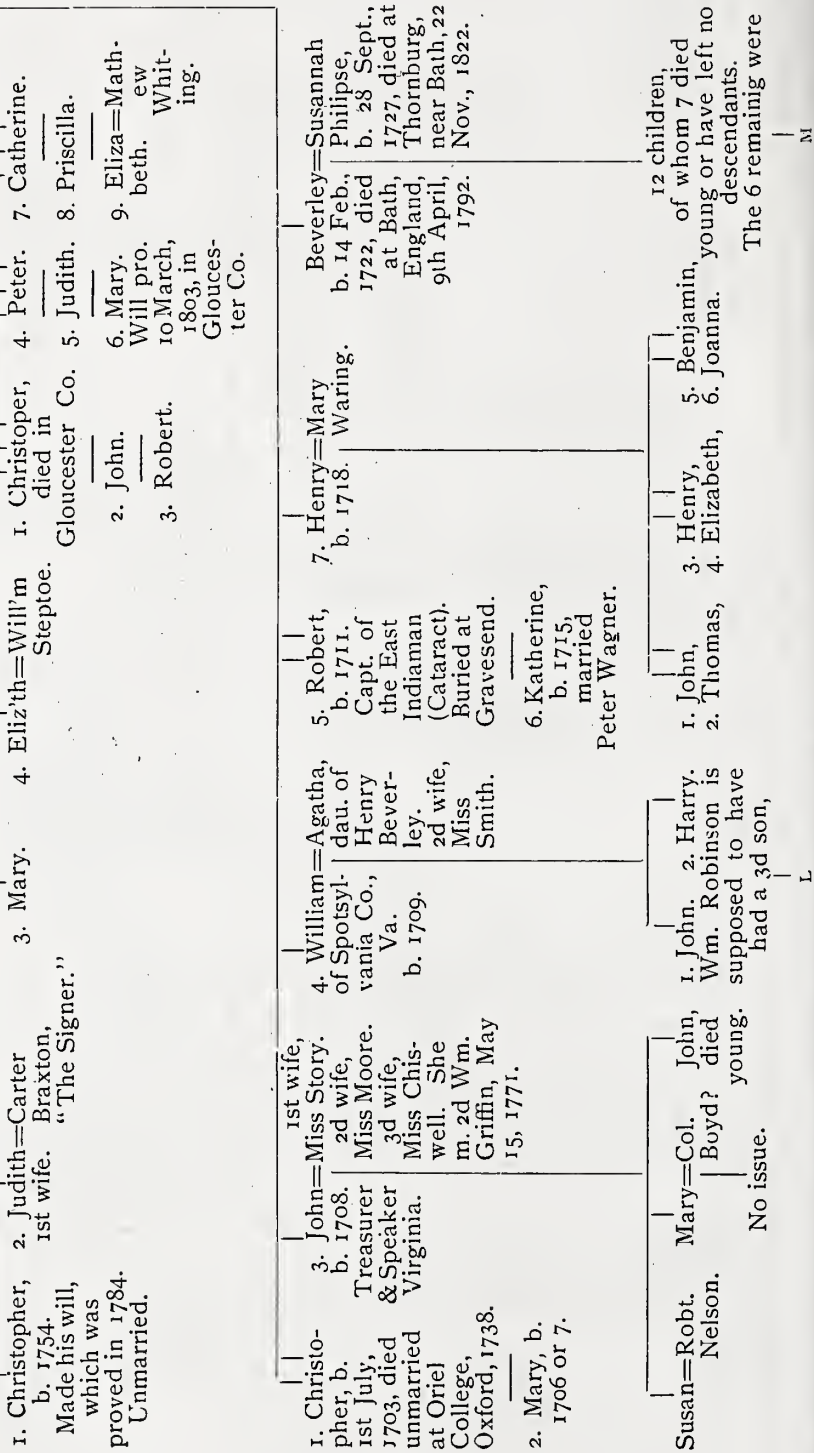 1. Christopher,
b. 1754.
Made his will,
which was
proved in 1784.
Unmarried.
2. Judith=Carter
1st wife. Braxton,
"The Signer."
3. Mary.
4. Eliz'th=Will'm
Steptoe.
1. Christoper,
died in
Gloucester Co.
2. John.
3. Robert.
4. Peter.
5. Judith.
6. Mary.
Will pro.
10 March,
1803, in
Glouces-
ter Co.
7. Catherine.
8. Priscilla.
9. Eliza=Math-
beth. ew
Whit-
ing.
1. Christo-
pher, b.
1st July,
1703, died
unmarried
at Oriel
College,
Oxford, 1738.
2. Mary, b.
1706 or 7.
1st wife,
3. John=Miss Story.
b. 1708. 2d wife,
Treasurer Miss Moore.
& Speaker 3d wife,
Virginia. Miss Chis-
well. She
m. 2d Wm.
Griffin, May
15, 1771.
4. William=Agatha,
of Spotsyl- dau. of
vania Co., Henry
Va. Bever-
b. 1709. ley.
2d wife,
Miss
Smith.
5. Robert,
b. 1711.
Capt. of
the East
Indiaman
(Cataract).
Buried at
Gravesend.
6. Katherine,
b. 1715,
married
Peter Wagner.
7. Henry=Mary
b. 1718. Waring.
Beverley=Susannah
b. 14 Feb., Philipse,
1722, died b. 28 Sept.,
at Bath, 1727, died at
England, Thornburg,
9th April, near Bath, 22
1792. Nov., 1822.
Susan=Robt.
Nelson.
Mary=Col.
Boyd?
No issue.
John,
died
young.
1. John. 2. Harry.
Wm. Robinson is
supposed to have
had a 3d son,
L
1. John,
2. Thomas,
3. Henry,
4. Elizabeth,
5. Benjamin,
6. Joanna.
12 children,
of whom 7 died
young or have left no
descendants.
The 6 remainig were
M